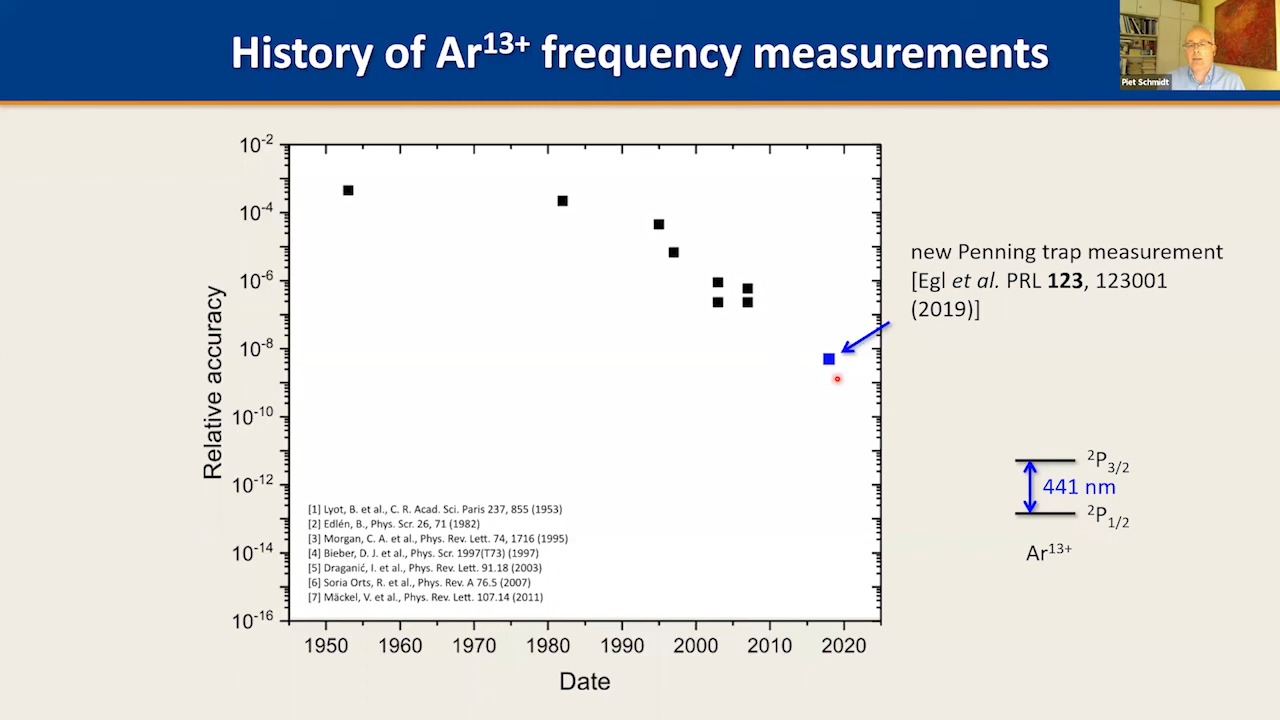 History of Ar¹³⁺ frequency measurements
Piet Schmidt
10⁻²
10⁻⁴
10⁻⁶
10⁻⁸
10⁻¹⁰
10⁻¹²
10⁻¹⁴
10⁻¹⁶
Relative accuracy
new Penning trap measurement
[Egl et al. PRL 123, 123001
(2019)]
²P₃/₂
441 nm
²P₁/₂
Ar¹³⁺
[1] Lyot, B. et al., C. R. Acad. Sci. Paris 237, 855 (1953)
[2] Edlén, B., Phys. Scr. 26, 71 (1982)
[3] Morgan, C. A. et al., Phys. Rev. Lett. 74, 1716 (1995)
[4] Bieber, D. J. et al., Phys. Scr. 1997(T73) (1997)
[5] Draganić, I. et al., Phys. Rev. Lett. 91.18 (2003)
[6] Soria Orts, R. et al., Phys. Rev. A 76.5 (2007)
[7] Mäckel, V. et al., Phys. Rev. Lett. 107.14 (2011)
1950 1960 1970 1980 1990 2000 2010 2020
Date